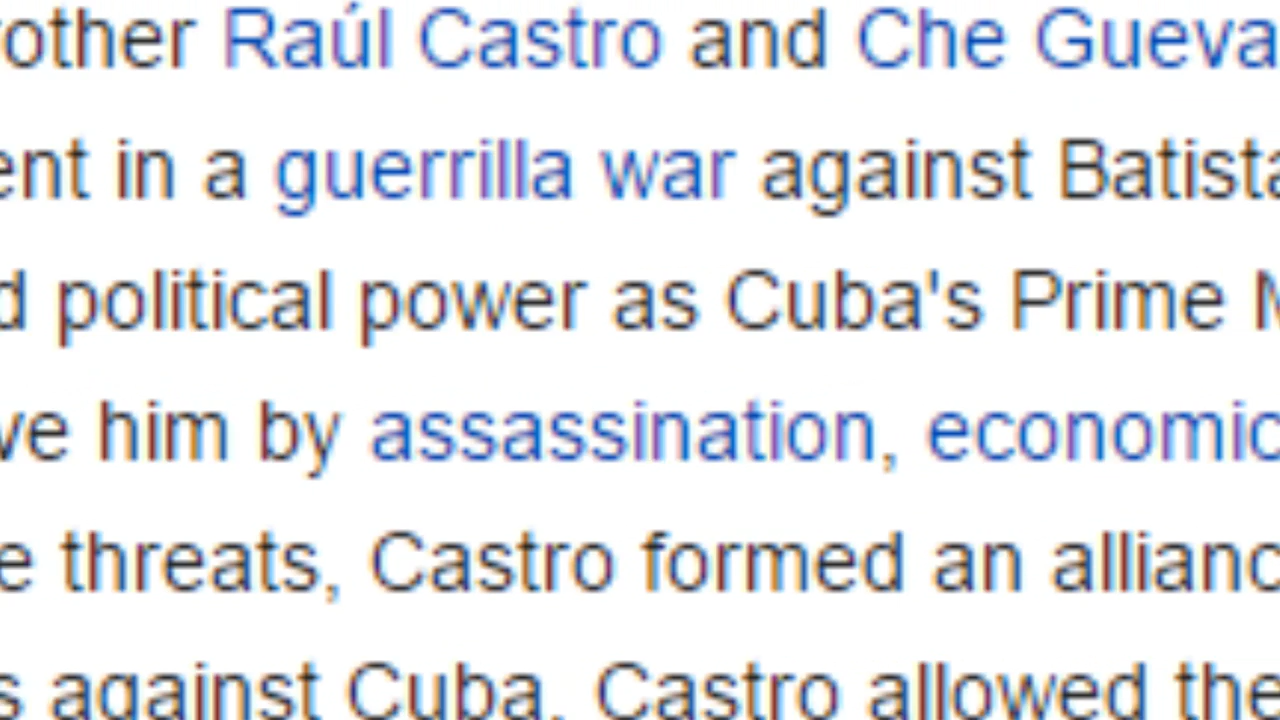 rother Raúl Castro and Che Gueva
ent in a guerrilla war against Batista
d political power as Cuba's Prime M
ve him by assassination, economic
e threats, Castro formed an allianc
s against Cuba, Castro allowed the